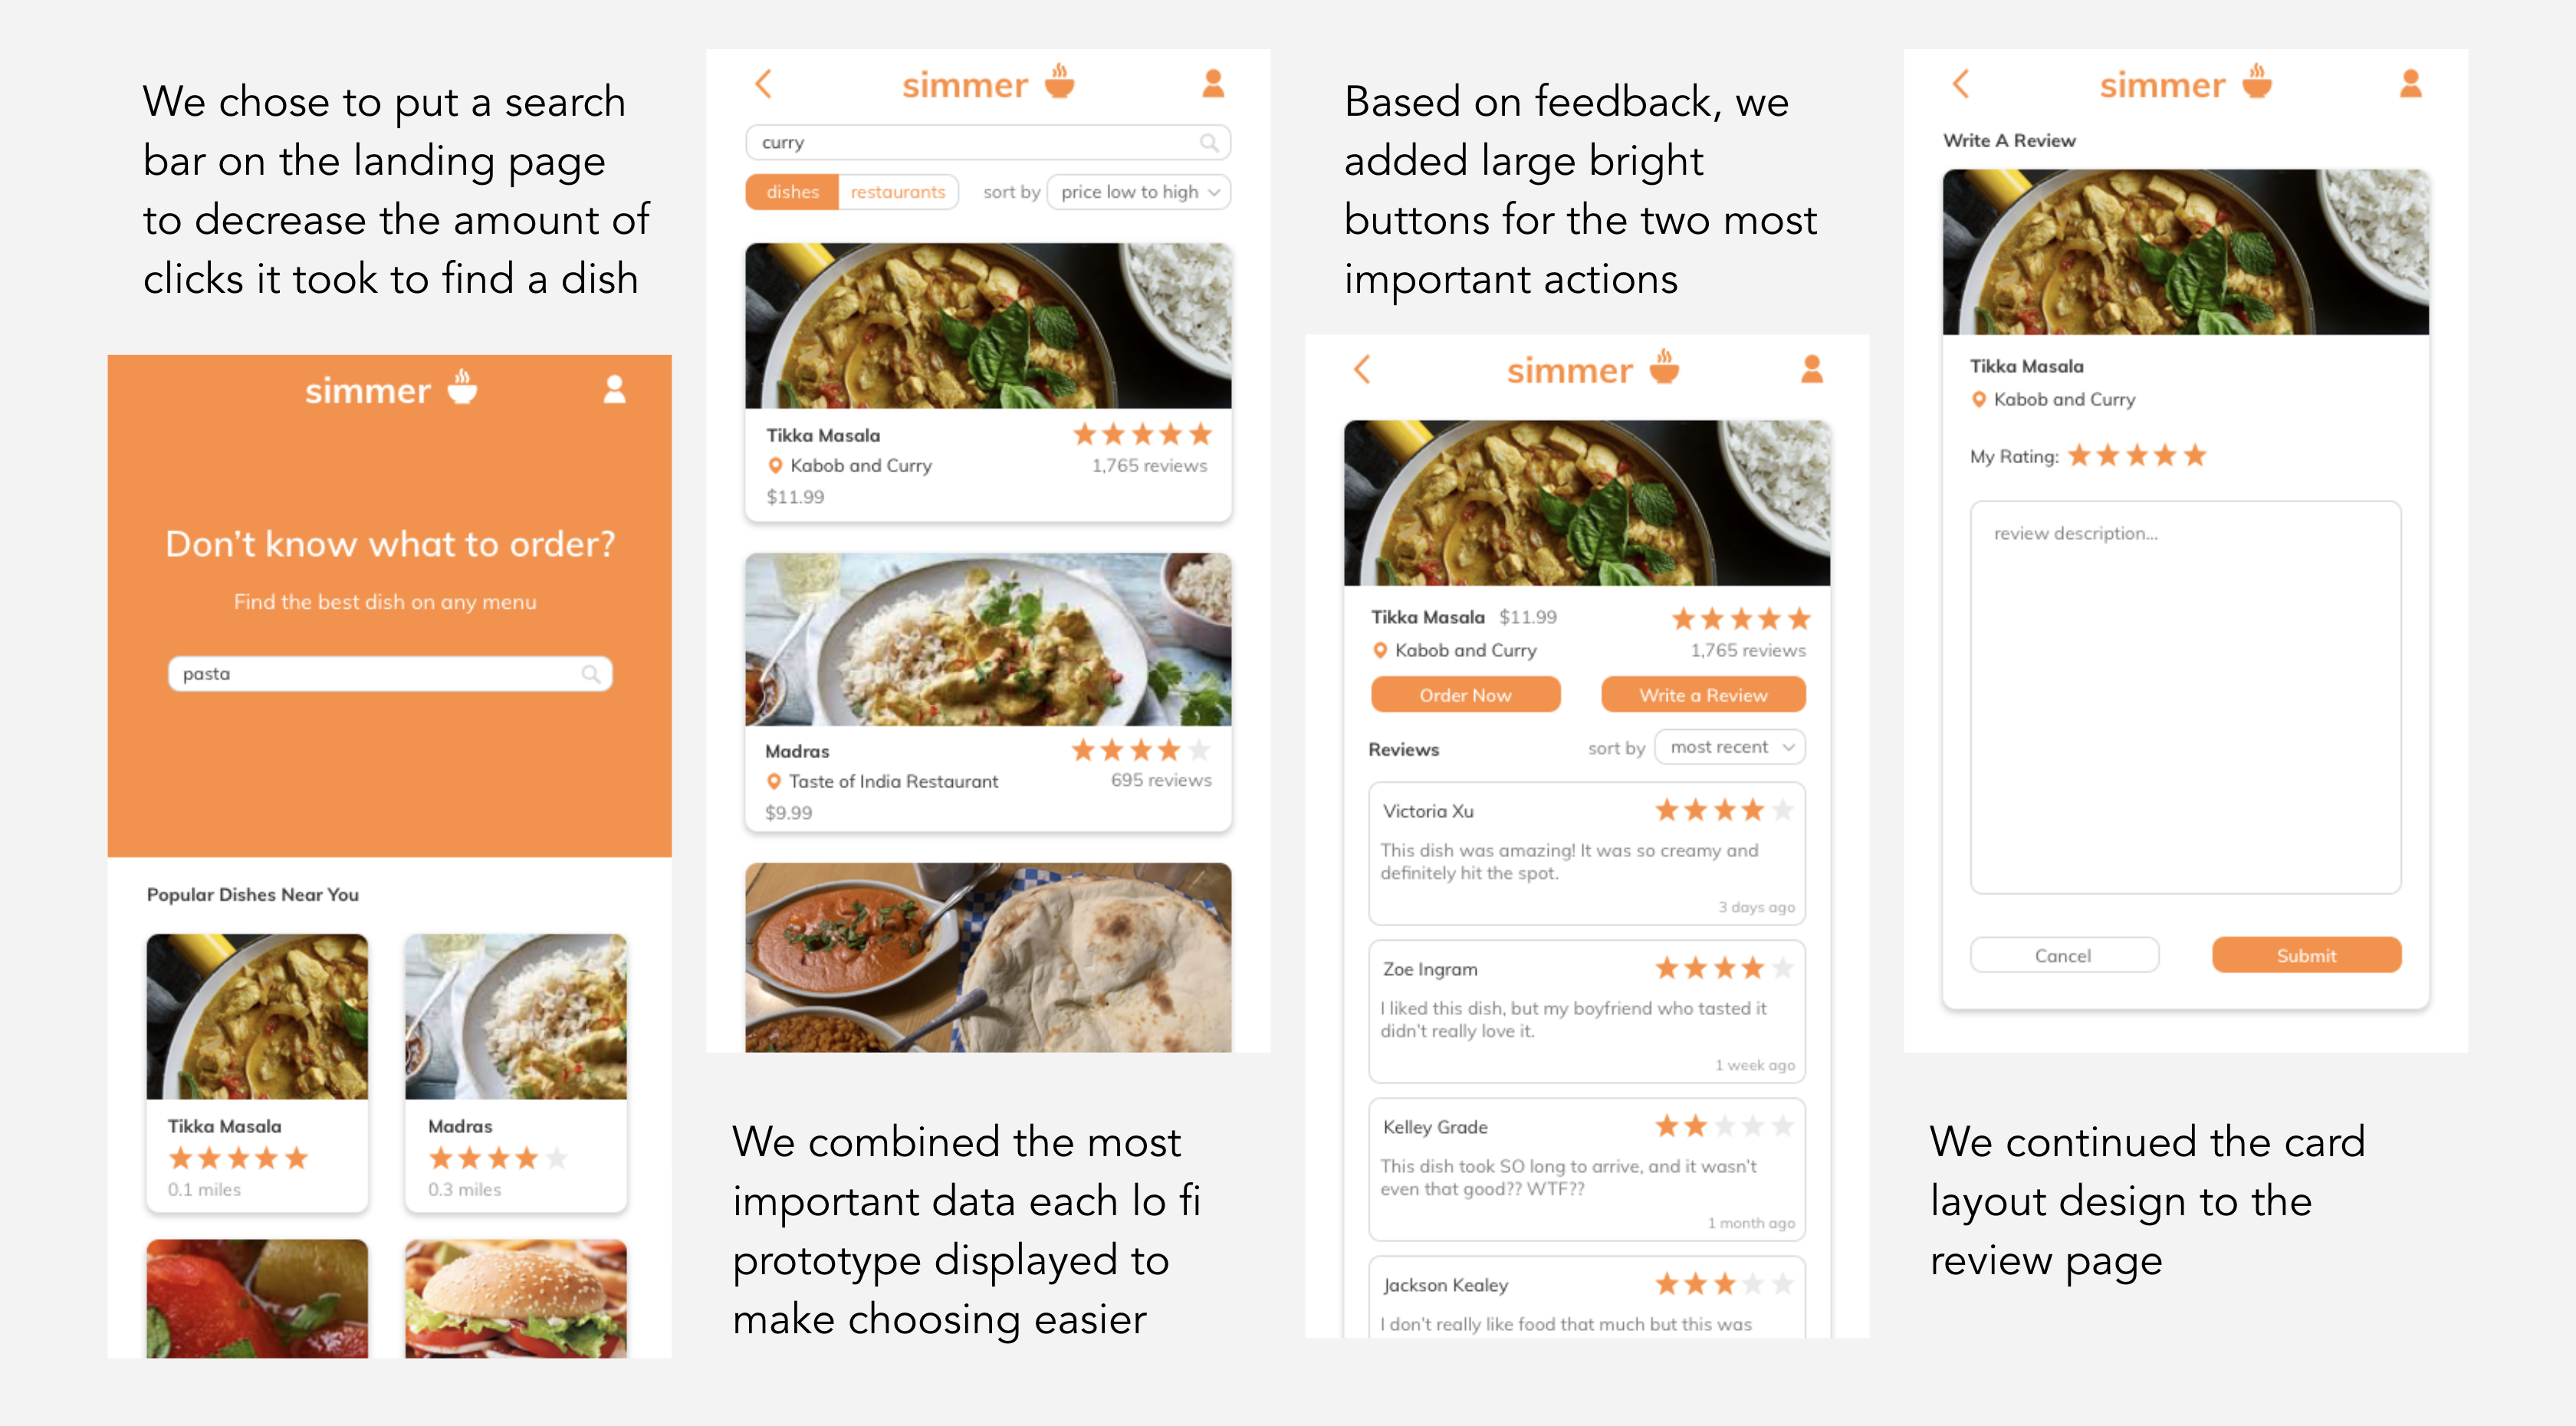 We chose to put a search
bar on the landing page
to decrease the amount of
clicks it took to find a dish
simmer
Don't know what to order?
Find the best dish on any menu
pasta
Popular Dishes Near You
Tikka Masala
0.1 miles
Madras
0.3 miles
simmer
curry
dishes restaurants sort by price low to high
Tikka Masala
Kabob and Curry 1,765 reviews
$11.99
Madras
Taste of India Restaurant 695 reviews
$9.99
We combined the most
important data each lo fi
prototype displayed to
make choosing easier
Based on feedback, we
added large bright
buttons for the two most
important actions
simmer
Tikka Masala $11.99
Kabob and Curry 1,765 reviews
Order Now Write a Review
Reviews sort by most recent
Victoria Xu
This dish was amazing! It was so creamy and
definitely hit the spot.
3 days ago
Zoe Ingram
I liked this dish, but my boyfriend who tasted it
didn't really love it.
1 week ago
Kelley Grade
This dish took SO long to arrive, and it wasn't
even that good?? WTF??
1 month ago
Jackson Kealey
I don't really like food that much but this was
simmer
Write A Review
Tikka Masala
Kabob and Curry
My Rating:
review description...
Cancel Submit
We continued the card
layout design to the
review page